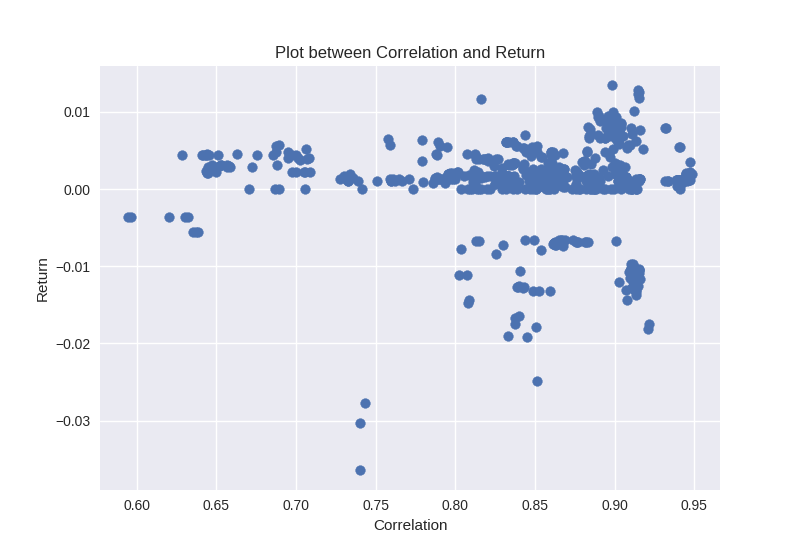 Plot between Correlation and Return
0.01
0.00
−0.01
−0.02
−0.03
Return
0.60 0.65 0.70 0.75 0.80 0.85 0.90 0.95
Correlation